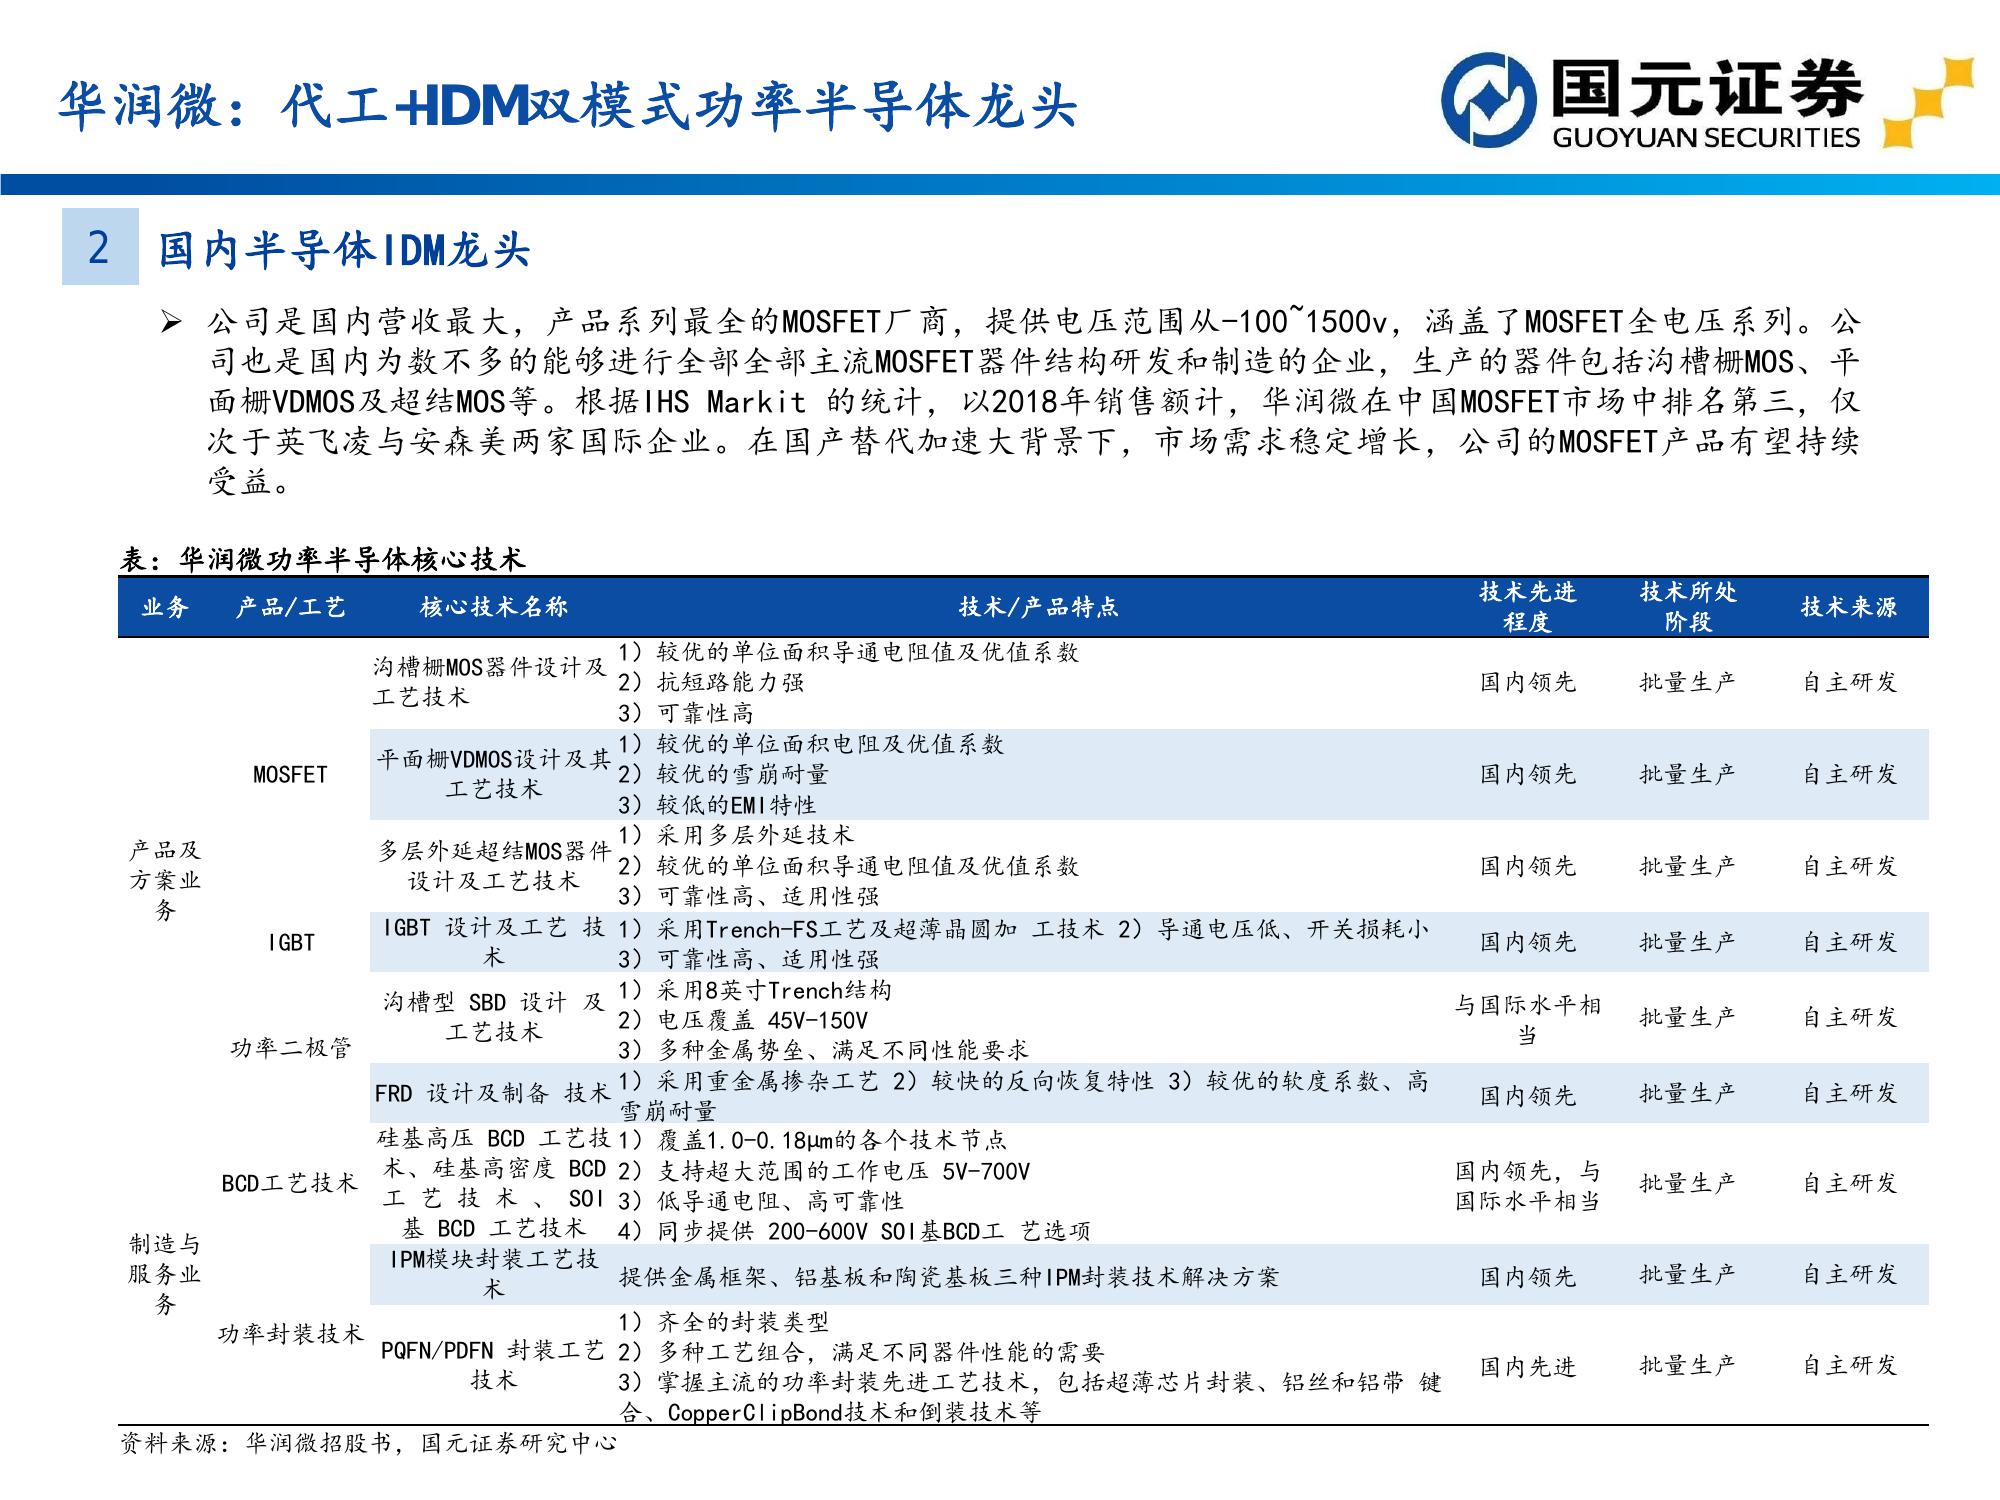 华润微：代工+IDM双模式功率半导体龙头
国元证券
GUOYUAN SECURITIES
2
国内半导体IDM龙头
➢ 公司是国内营收最大，产品系列最全的MOSFET厂商，提供电压范围从-100~1500v，涵盖了MOSFET全电压系列。公
司也是国内为数不多的能够进行全部全部主流MOSFET器件结构研发和制造的企业，生产的器件包括沟槽栅MOS、平
面栅VDMOS及超结MOS等。根据IHS Markit 的统计，以2018年销售额计，华润微在中国MOSFET市场中排名第三，仅
次于英飞凌与安森美两家国际企业。在国产替代加速大背景下，市场需求稳定增长，公司的MOSFET产品有望持续
受益。
表：华润微功率半导体核心技术
业务 产品/工艺 核心技术名称 技术/产品特点 技术先进
程度 技术所处
阶段 技术来源
产品及
方案业
务
MOSFET
沟槽栅MOS器件设计及
工艺技术
1）较优的单位面积导通电阻值及优值系数
2）抗短路能力强
3）可靠性高
国内领先 批量生产 自主研发
平面栅VDMOS设计及其
工艺技术
1）较优的单位面积电阻及优值系数
2）较优的雪崩耐量
3）较低的EMI特性
国内领先 批量生产 自主研发
多层外延超结MOS器件
设计及工艺技术
1）采用多层外延技术
2）较优的单位面积导通电阻值及优值系数
3）可靠性高、适用性强
国内领先 批量生产 自主研发
IGBT
IGBT 设计及工艺 技
术
1）采用Trench-FS工艺及超薄晶圆加 工技术 2）导通电压低、开关损耗小
3）可靠性高、适用性强
国内领先 批量生产 自主研发
功率二极管
沟槽型 SBD 设计 及
工艺技术
1）采用8英寸Trench结构
2）电压覆盖 45V-150V
3）多种金属势垒、满足不同性能要求
与国际水平相
当
批量生产 自主研发
FRD 设计及制备 技术
1）采用重金属掺杂工艺 2）较快的反向恢复特性 3）较优的软度系数、高
雪崩耐量
国内领先 批量生产 自主研发
制造与
服务业
务
BCD工艺技术
硅基高压 BCD 工艺技
术、硅基高密度 BCD
工 艺 技 术 、 SOI
基 BCD 工艺技术
1）覆盖1.0-0.18μm的各个技术节点
2）支持超大范围的工作电压 5V-700V
3）低导通电阻、高可靠性
4）同步提供 200-600V SOI基BCD工 艺选项
国内领先，与
国际水平相当
批量生产 自主研发
功率封装技术
IPM模块封装工艺技
术
提供金属框架、铝基板和陶瓷基板三种IPM封装技术解决方案
国内领先 批量生产 自主研发
PQFN/PDFN 封装工艺
技术
1）齐全的封装类型
2）多种工艺组合，满足不同器件性能的需要
3）掌握主流的功率封装先进工艺技术，包括超薄芯片封装、铝丝和铝带 键
合、CopperClipBond技术和倒装技术等
国内先进 批量生产 自主研发
资料来源：华润微招股书，国元证券研究中心